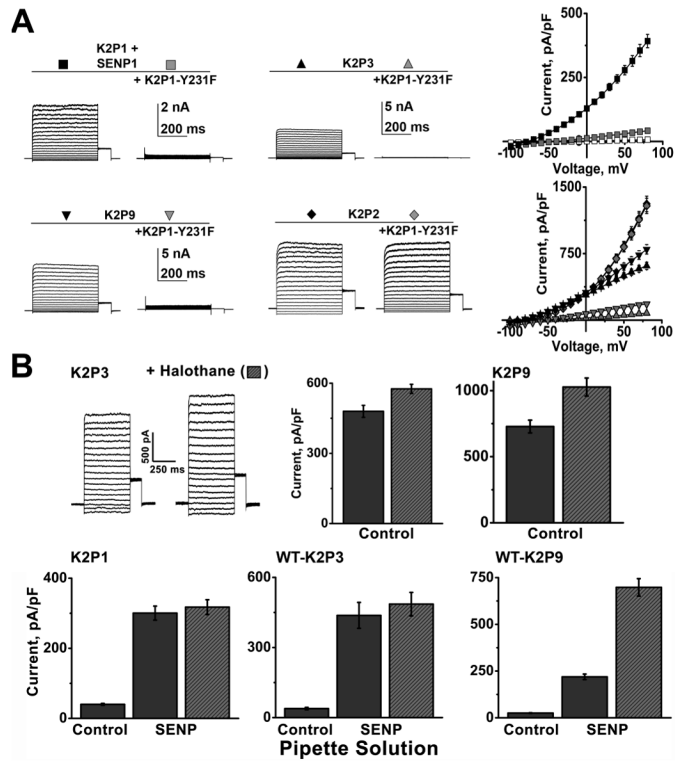 A
K2P1 +
SENP1
+ K2P1-Y231F
2 nA
200 ms
K2P3
+K2P1-Y231F
5 nA
200 ms
Current, pA/pF
500
250
0
-100 -50 0 50 100
Voltage, mV
K2P9
+K2P1-Y231F
5 nA
200 ms
K2P2
+K2P1-Y231F
Current, pA/pF
1500
750
0
-100 -50 0 50 100
Voltage, mV
B
K2P3
+ Halothane ( )
500 pA
250 ms
600
300
0
Control
K2P9
1000
500
0
Control
K2P1
Current, pA/pF
400
200
0
Control SENP
WT-K2P3
600
300
0
Control SENP
WT-K2P9
750
500
250
0
Control SENP
Pipette Solution